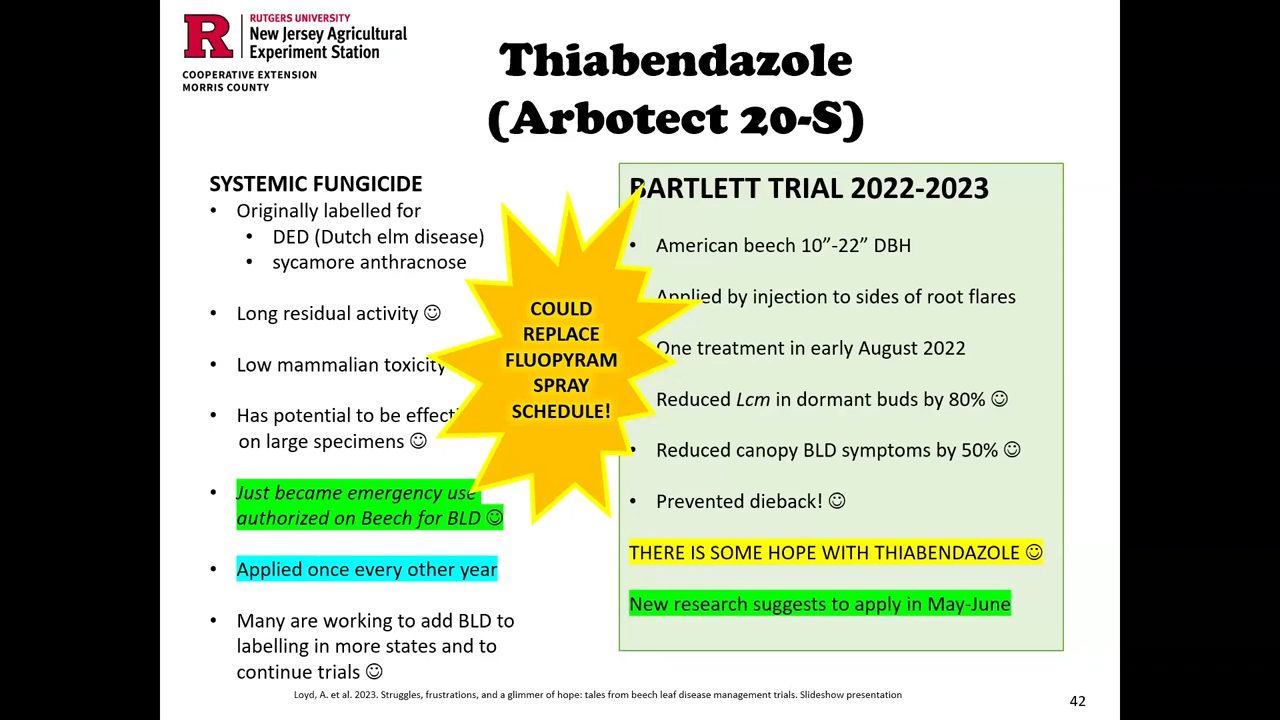 RUTGERS UNIVERSITY
New Jersey Agricultural
Experiment Station
COOPERATIVE EXTENSION
MORRIS COUNTY
Thiabendazole
(Arbotect 20-S)
SYSTEMIC FUNGICIDE
• Originally labelled for
• DED (Dutch elm disease)
• sycamore anthracnose
• Long residual activity ☺
• Low mammalian toxicity
• Has potential to be effecti
on large specimens ☺
• Just became emergency use
authorized on Beech for BLD ☺
• Applied once every other year
• Many are working to add BLD to
labelling in more states and to
continue trials ☺
COULD
REPLACE
FLUOPYRAM
SPRAY
SCHEDULE!
BARTLETT TRIAL 2022-2023
• American beech 10”-22” DBH
Applied by injection to sides of root flares
One treatment in early August 2022
Reduced Lcm in dormant buds by 80% ☺
• Reduced canopy BLD symptoms by 50% ☺
• Prevented dieback! ☺
THERE IS SOME HOPE WITH THIABENDAZOLE ☺
New research suggests to apply in May-June
Loyd, A. et al. 2023. Struggles, frustrations, and a glimmer of hope: tales from beech leaf disease management trials. Slideshow presentation
42